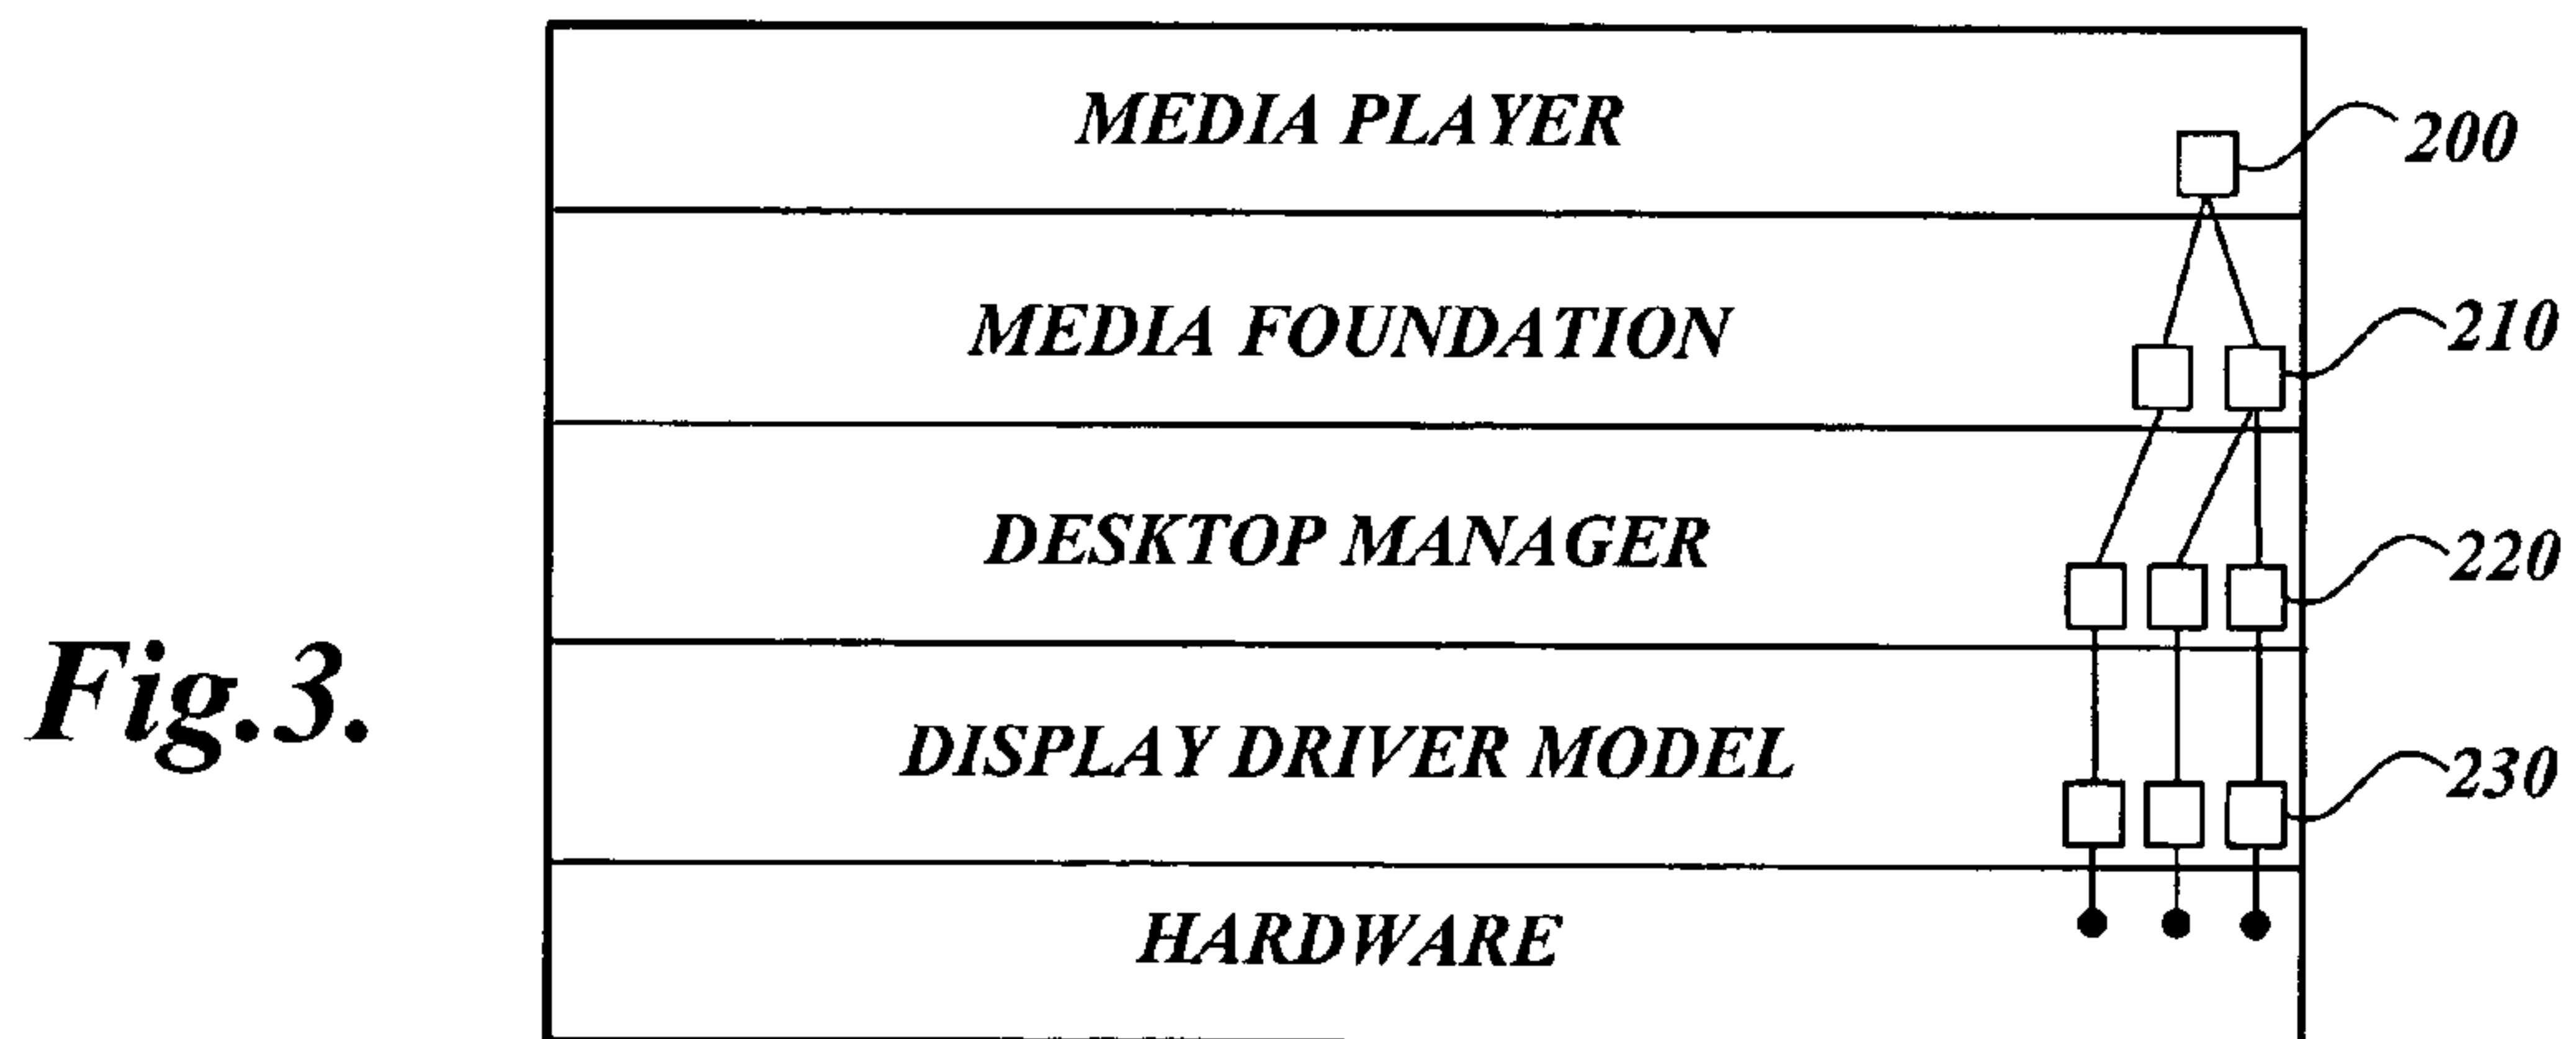 MEDIA PLAYER
200
MEDIA FOUNDATION
210
DESKTOP MANAGER
220
Fig.3.
DISPLAY DRIVER MODEL
230
HARDWARE